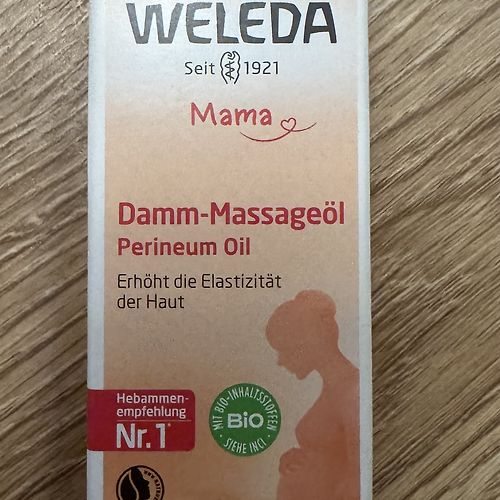 WELEDA
Seit 1921
Mama
Damm-Massageöl
Perineum Oil
Erhöht die Elastizität
der Haut
Hebammen-
empfehlung
Nr.1*
MIT BIO-INHALTSSTOFFEN
BIO
SIEHE INCI